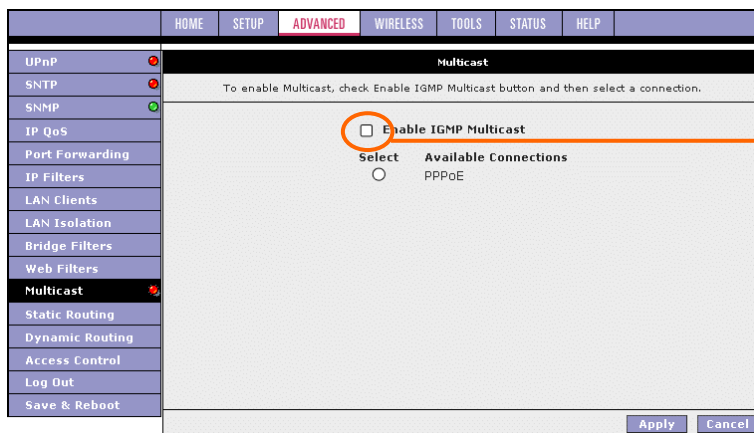 HOME SETUP ADVANCED WIRELESS TOOLS STATUS HELP
UPnP
SNTP
SNMP
IP QoS
Port Forwarding
IP Filters
LAN Clients
LAN Isolation
Bridge Filters
Web Filters
Multicast
Static Routing
Dynamic Routing
Access Control
Log Out
Save & Reboot
Multicast
To enable Multicast, check Enable IGMP Multicast button and then select a connection.
Enable IGMP Multicast
Select Available Connections
PPPoE
Apply Cancel